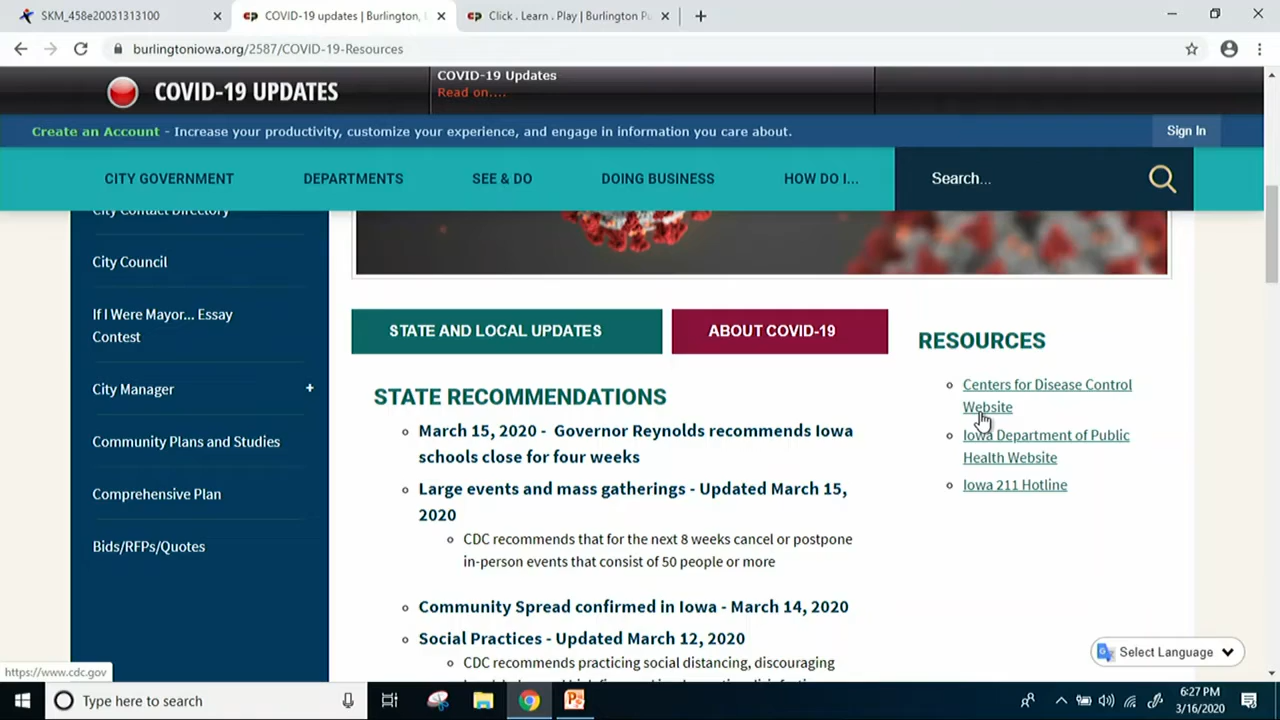 SKM_458e20031313100
COVID-19 updates | Burlington,
Click . Learn . Play | Burlington P
burlingtoniowa.org/2587/COVID-19-Resources
COVID-19 UPDATES
COVID-19 Updates
Read on....
Create an Account - Increase your productivity, customize your experience, and engage in information you care about.
Sign In
CITY GOVERNMENT
DEPARTMENTS
SEE & DO
DOING BUSINESS
HOW DO I...
Search...
City Contact Directory
City Council
If I Were Mayor... Essay
Contest
City Manager
+
Community Plans and Studies
Comprehensive Plan
Bids/RFPs/Quotes
STATE AND LOCAL UPDATES
ABOUT COVID-19
STATE RECOMMENDATIONS
March 15, 2020 - Governor Reynolds recommends Iowa
schools close for four weeks
Large events and mass gatherings - Updated March 15,
2020
CDC recommends that for the next 8 weeks cancel or postpone
in-person events that consist of 50 people or more
Community Spread confirmed in Iowa - March 14, 2020
Social Practices - Updated March 12, 2020
CDC recommends practicing social distancing, discouraging
RESOURCES
Centers for Disease Control
Website
Iowa Department of Public
Health Website
Iowa 211 Hotline
Select Language
https://www.cdc.gov
Type here to search
6:27 PM
3/16/2020